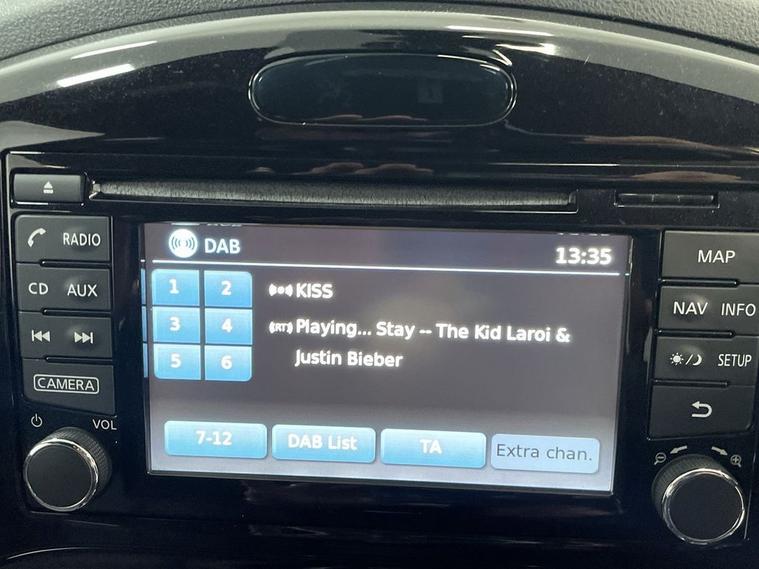 DAB
13:35
RADIO
MAP
1 2
KISS
CD AUX
NAV INFO
3 4
(RT) Playing... Stay -- The Kid Laroi &
Justin Bieber
5 6
SETUP
CAMERA
VOL
7-12
DAB List
TA
Extra chan.